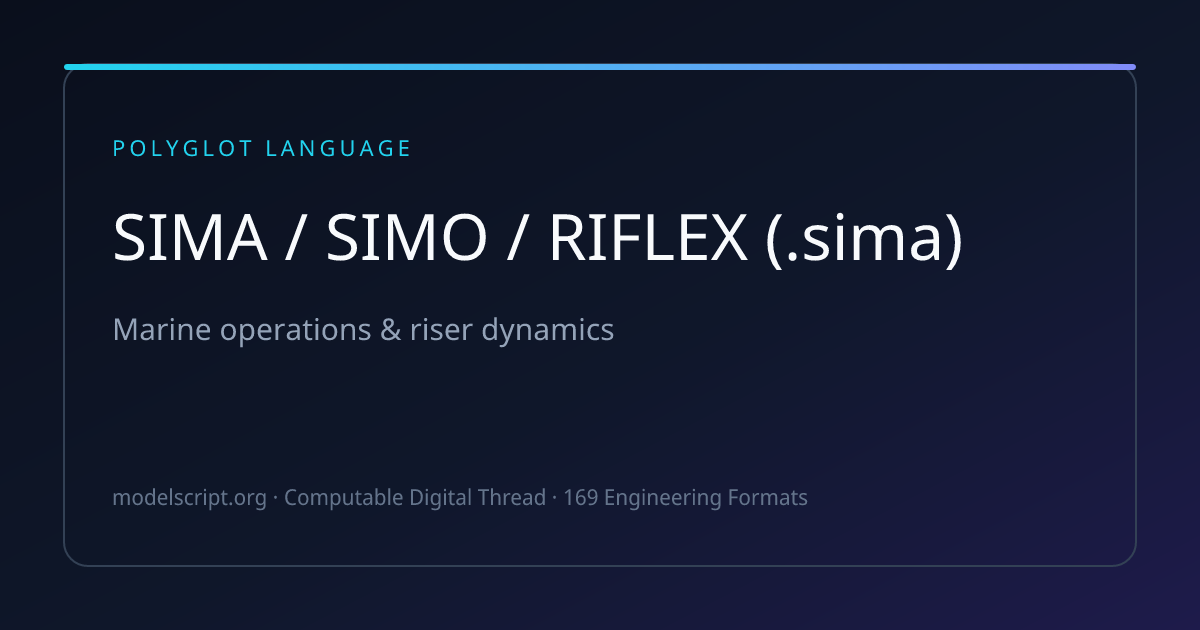 POLYGLOT LANGUAGE
SIMA / SIMO / RIFLEX (.sima)
Marine operations & riser dynamics
modelscript.org · Computable Digital Thread · 169 Engineering Formats